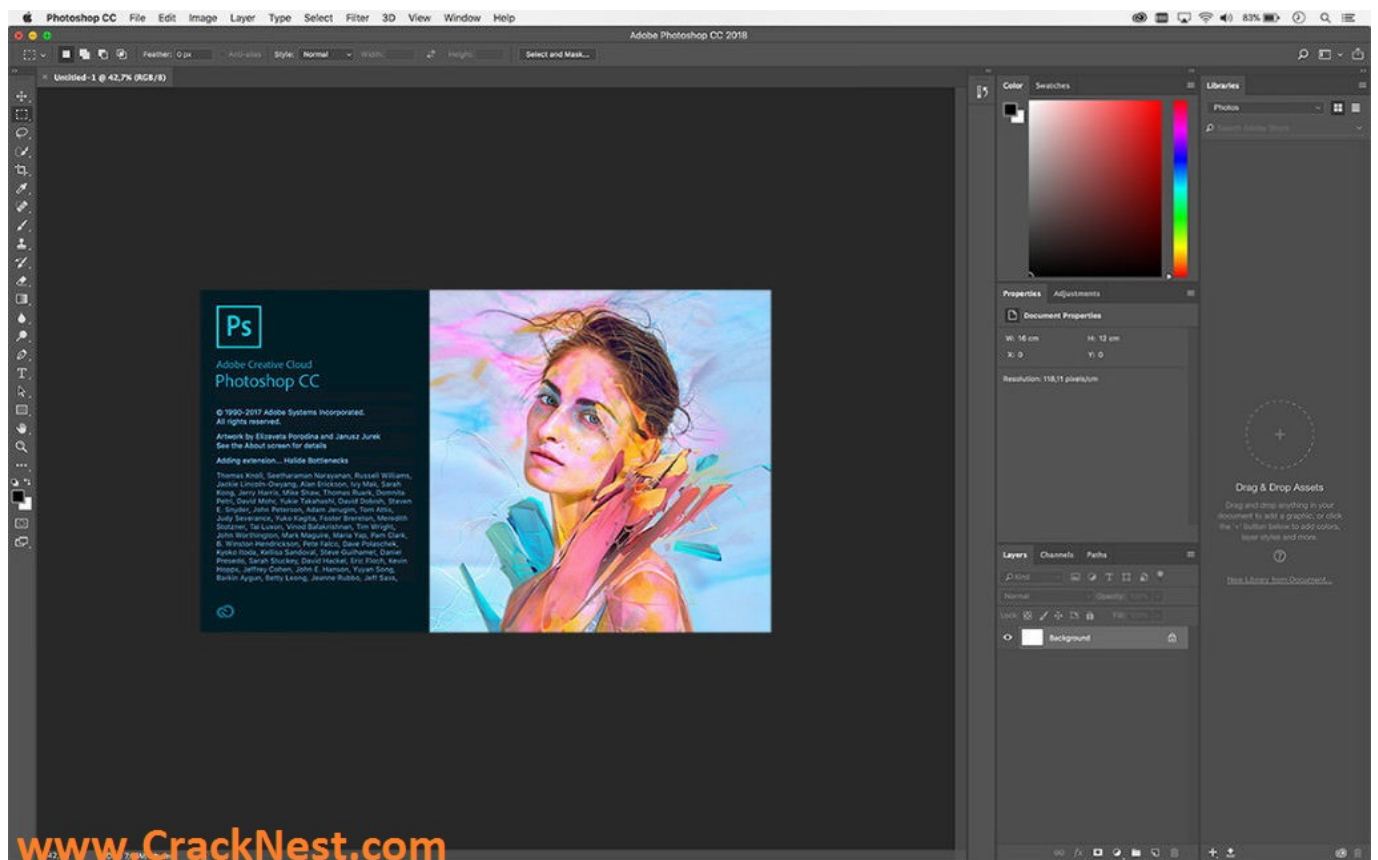 Photoshop CC File Edit Image Layer Type Select Filter 3D View Window Help 83%
Adobe Photoshop CC 2018
Feather: 0 px Anti-alias Style: Normal Width: Height: Select and Mask...
× Untitled-1 @ 42,7% (RGB/8)
Color Swatches
Libraries
Photos
Search Adobe Stock
Ps
Adobe Creative Cloud
Photoshop CC
© 1990-2017 Adobe Systems Incorporated.
All rights reserved.
Artwork by Elizaveta Porodina and Janusz Jurek
See the About screen for details
Adding extension... Halide Bottlenecks
Thomas Knoll, Seetharaman Narayanan, Russell Williams,
Jackie Lincoln-Owyang, Alan Erickson, Ivy Mak, Sarah
Kong, Jerry Harris, Mike Shaw, Thomas Ruark, Domnita
Petri, David Mohr, Yukie Takahashi, David Dobish, Steven
E. Snyder, John Peterson, Adam Jerugim, Tom Attix,
Judy Severance, Yuko Kagita, Foster Brereton, Meredith
Stotzner, Tai Luxon, Vinod Balakrishnan, Tim Wright,
John Worthington, Mark Maguire, Maria Yap, Pam Clark,
B. Winston Hendrickson, Pete Falco, Dave Polaschek,
Kyoko Itoda, Kellisa Sandoval, Steve Guilhamet, Daniel
Presedo, Sarah Stuckey, David Hackel, Eric Floch, Kevin
Hopps, Jeffrey Cohen, John E. Hanson, Yuyan Song,
Barkin Aygun, Betty Leong, Jeanne Rubbo, Jeff Sass,
Properties Adjustments
Document Properties
W: 16 cm H: 12 cm
X: 0 Y: 0
Resolution: 118,11 pixels/cm
Drag & Drop Assets
Drag and drop anything in your
document to add a graphic, or click
the '+' button below to add colors,
layer styles and more.
New Library from Document...
Layers Channels Paths
Kind
Normal Opacity: 100%
Lock: Fill: 100%
Background
fx
www.CrackNest.com